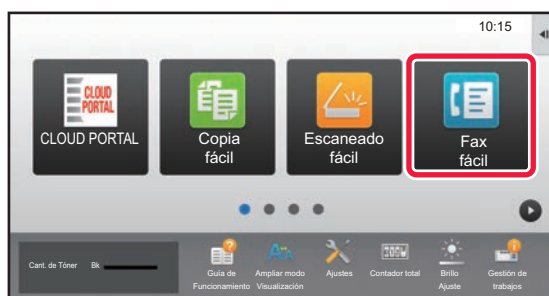 10:15
CLOUD
PORTAL
CLOUD PORTAL
Copia
fácil
Escaneado
fácil
Fax
fácil
Cant. de Tóner Bk
Guía de
Funcionamiento
Ampliar modo
Visualización
Ajustes
Contador total
Brillo
Ajuste
Gestión de
trabajos